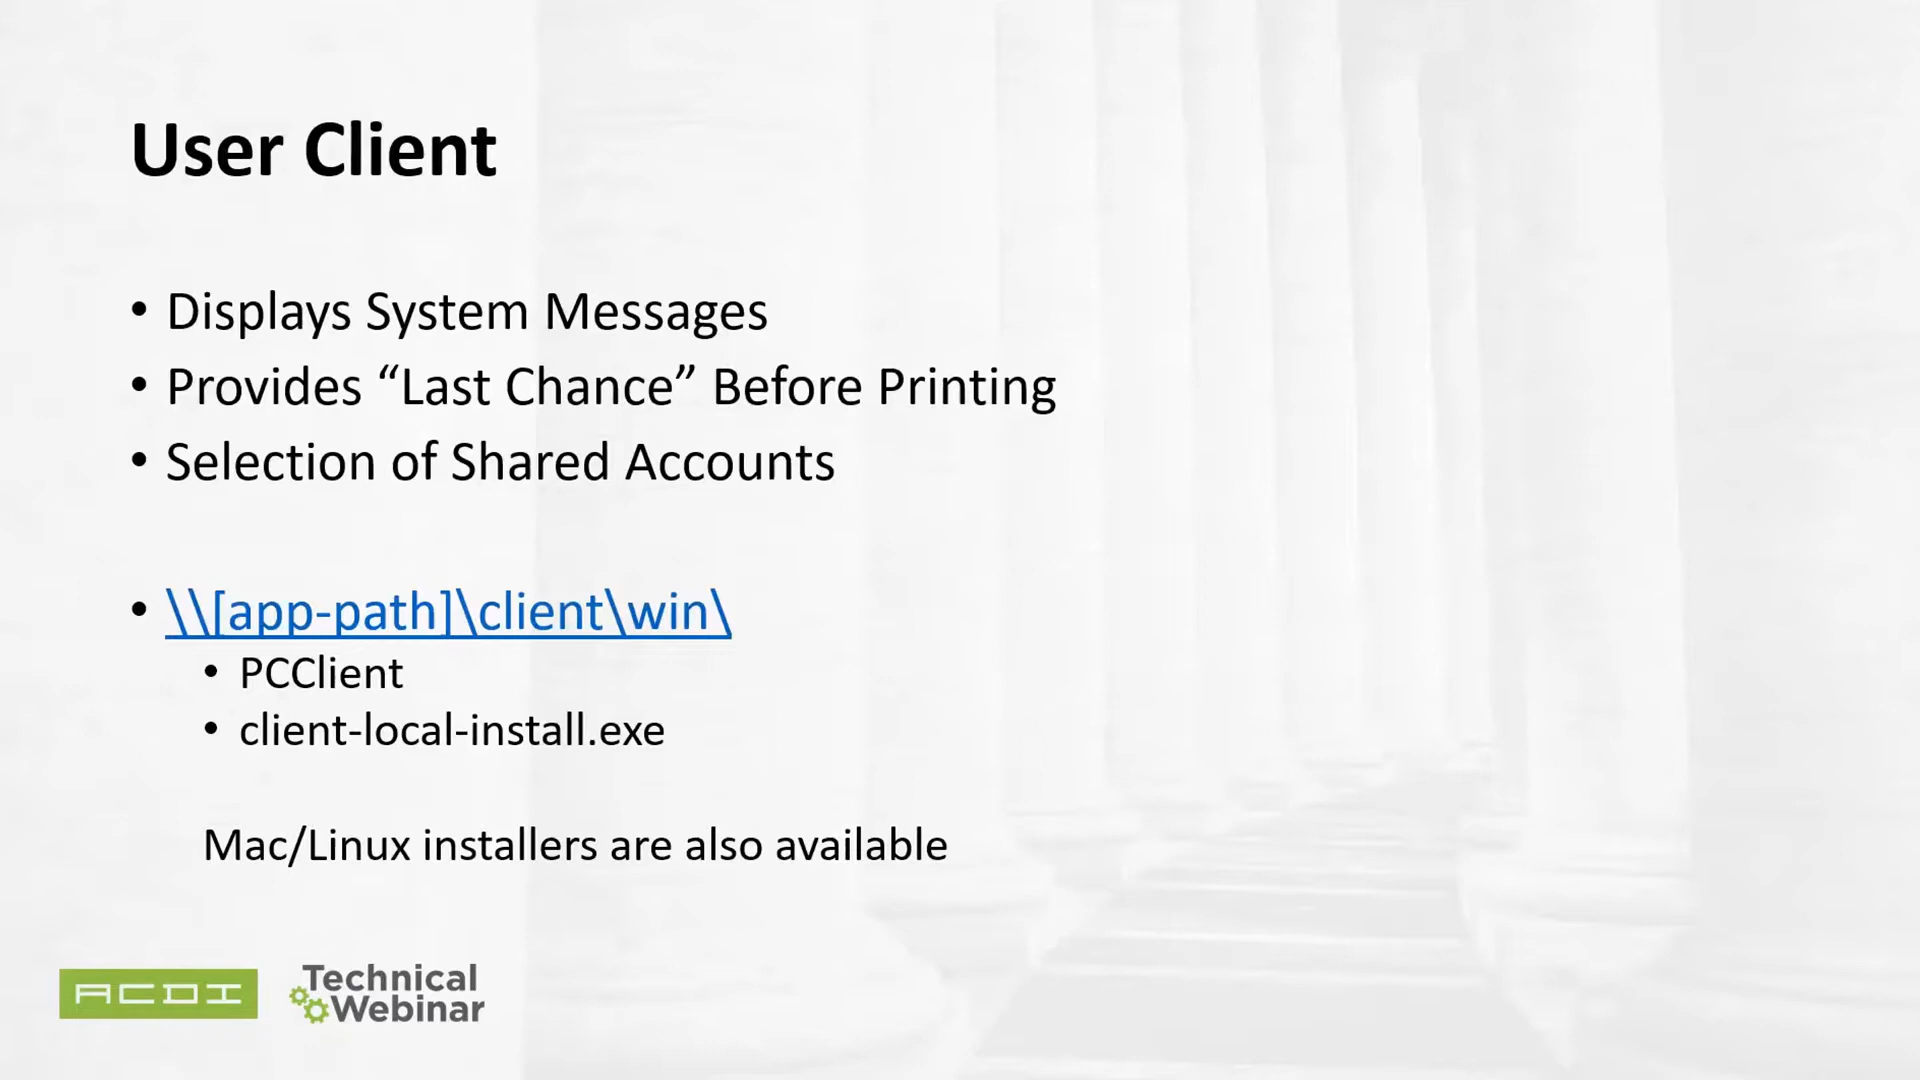 User Client
• Displays System Messages
• Provides “Last Chance” Before Printing
• Selection of Shared Accounts
• \\[app-path]\client\win\
• PCClient
• client-local-install.exe
Mac/Linux installers are also available
ACDI
Technical
Webinar